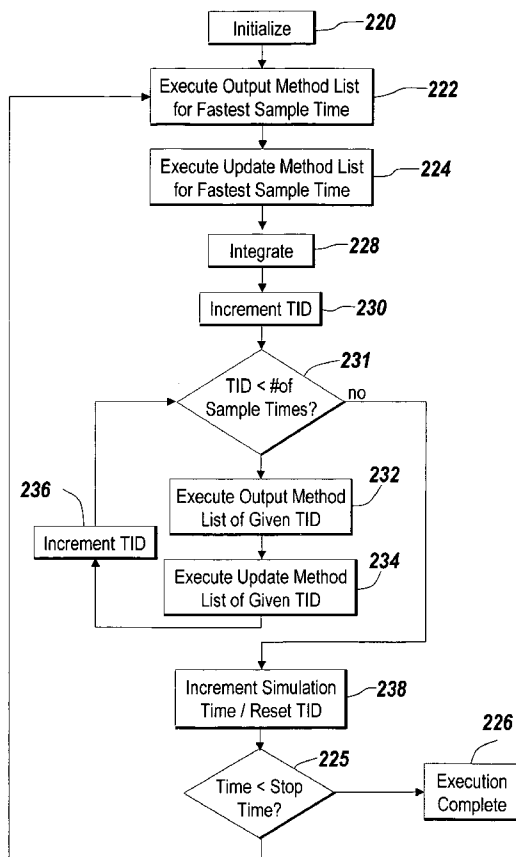 Initialize
220
Execute Output Method List
for Fastest Sample Time
222
Execute Update Method List
for Fastest Sample Time
224
Integrate
228
Increment TID
230
231
TID < #of
Sample Times?
no
232
Execute Output Method
List of Given TID
236
Increment TID
234
Execute Update Method
List of Given TID
Increment Simulation
Time / Reset TID
238
225
Time < Stop
Time?
226
Execution
Complete